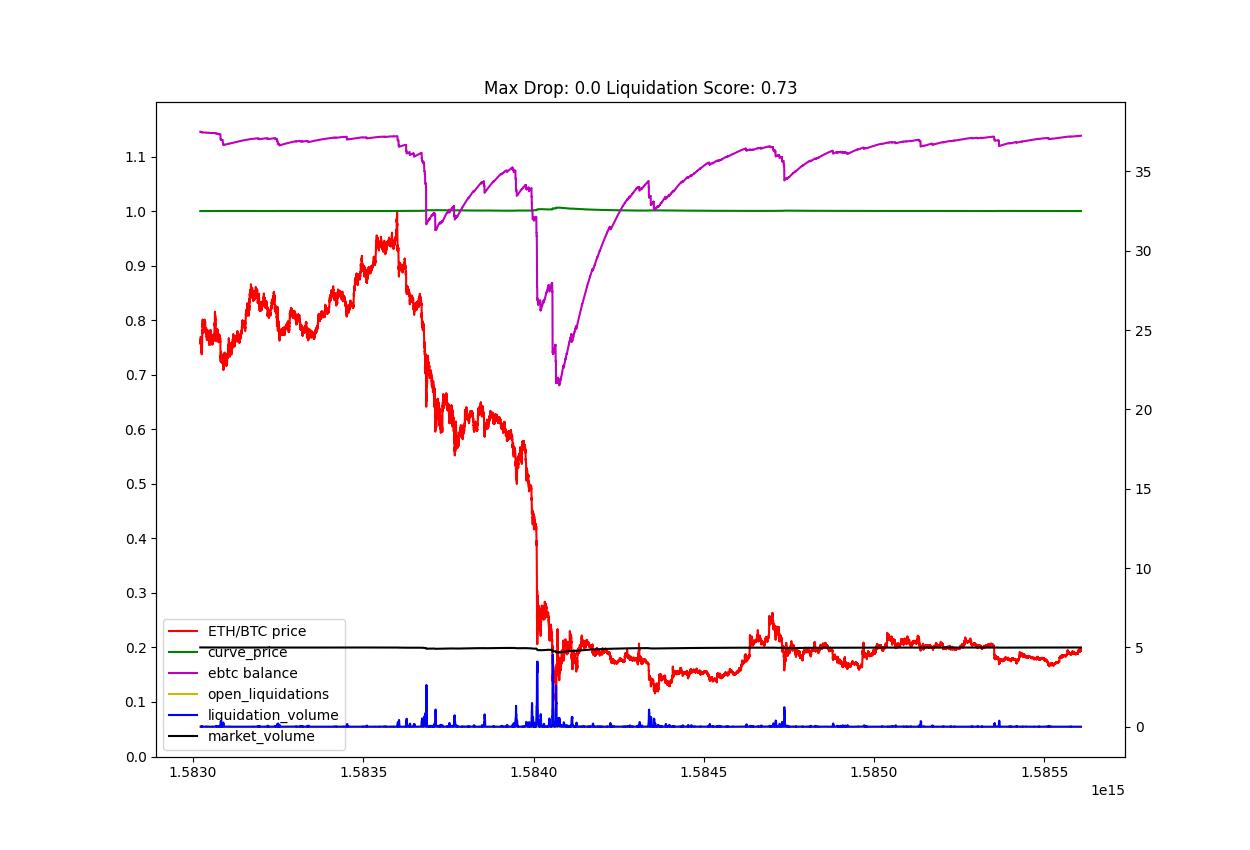 Max Drop: 0.0 Liquidation Score: 0.73
1.1
1.0
0.9
0.8
0.7
0.6
0.5
0.4
0.3
0.2
0.1
0.0
35
30
25
20
15
10
5
0
ETH/BTC price
curve_price
ebtc balance
open_liquidations
liquidation_volume
market_volume
1.5830 1.5835 1.5840 1.5845 1.5850 1.5855
1e15